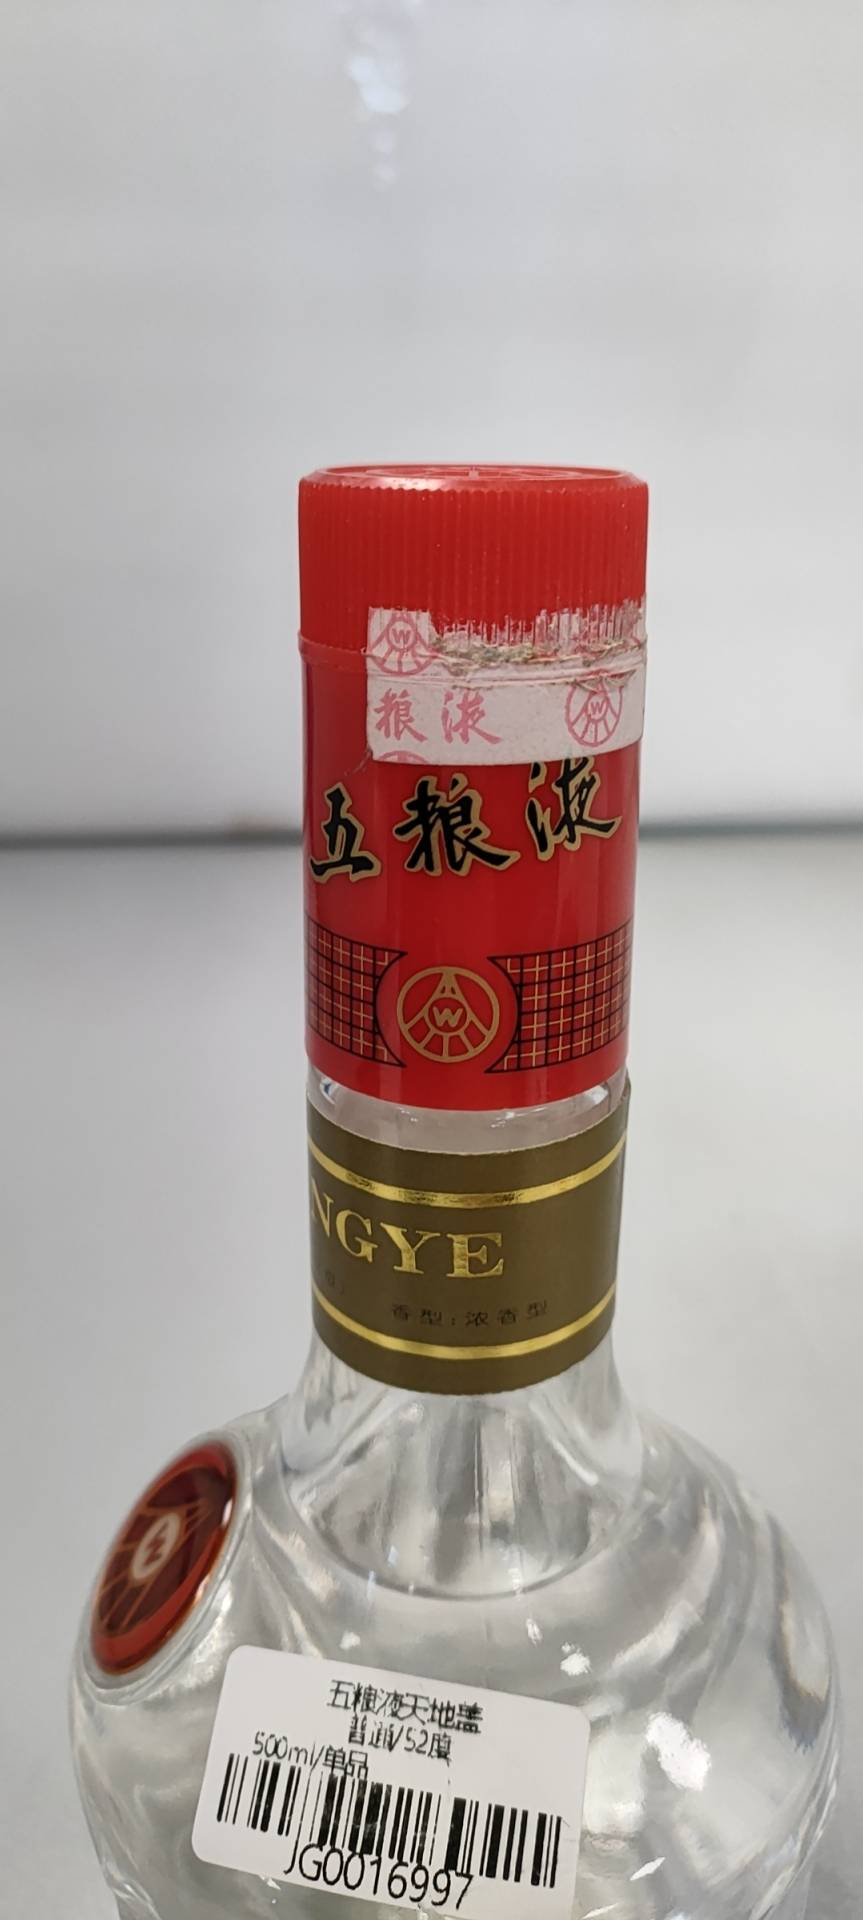 W
粮液
W
五粮液
W
NGYE
香型：浓香型
五粮液天地盖
普通/52度
500ml/单品
JG0016997